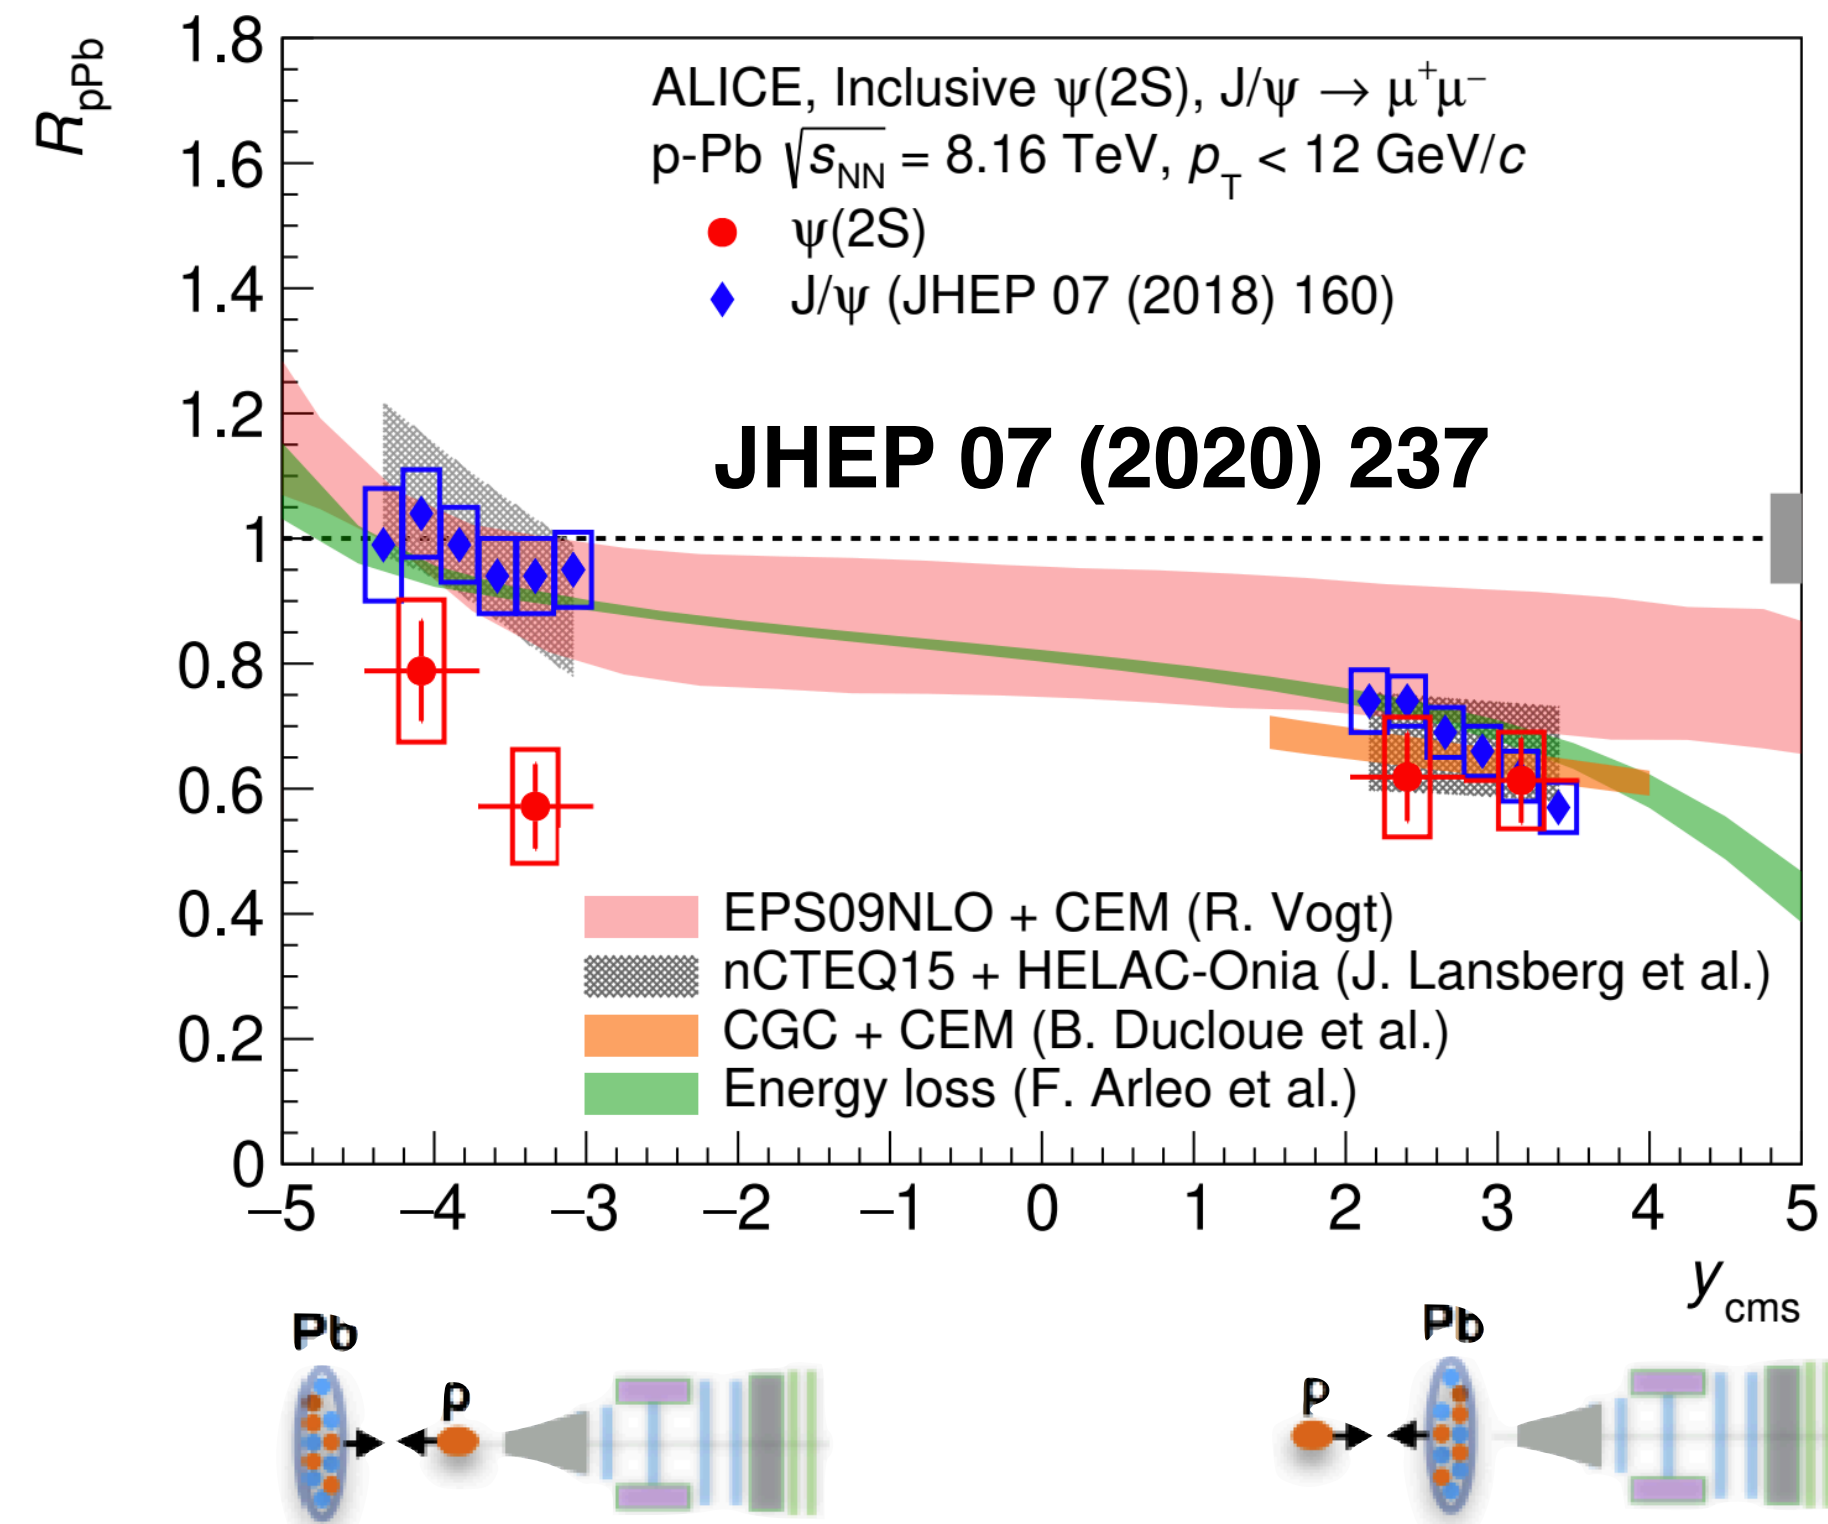 R_pPb
1.8
1.6
1.4
1.2
1
0.8
0.6
0.4
0.2
0
ALICE, Inclusive ψ(2S), J/ψ → μ⁺μ⁻
p-Pb √s_NN = 8.16 TeV, p_T < 12 GeV/c
ψ(2S)
J/ψ (JHEP 07 (2018) 160)
JHEP 07 (2020) 237
EPS09NLO + CEM (R. Vogt)
nCTEQ15 + HELAC-Onia (J. Lansberg et al.)
CGC + CEM (B. Ducloue et al.)
Energy loss (F. Arleo et al.)
−5 −4 −3 −2 −1 0 1 2 3 4 5
y_cms
Pb
p
p
Pb